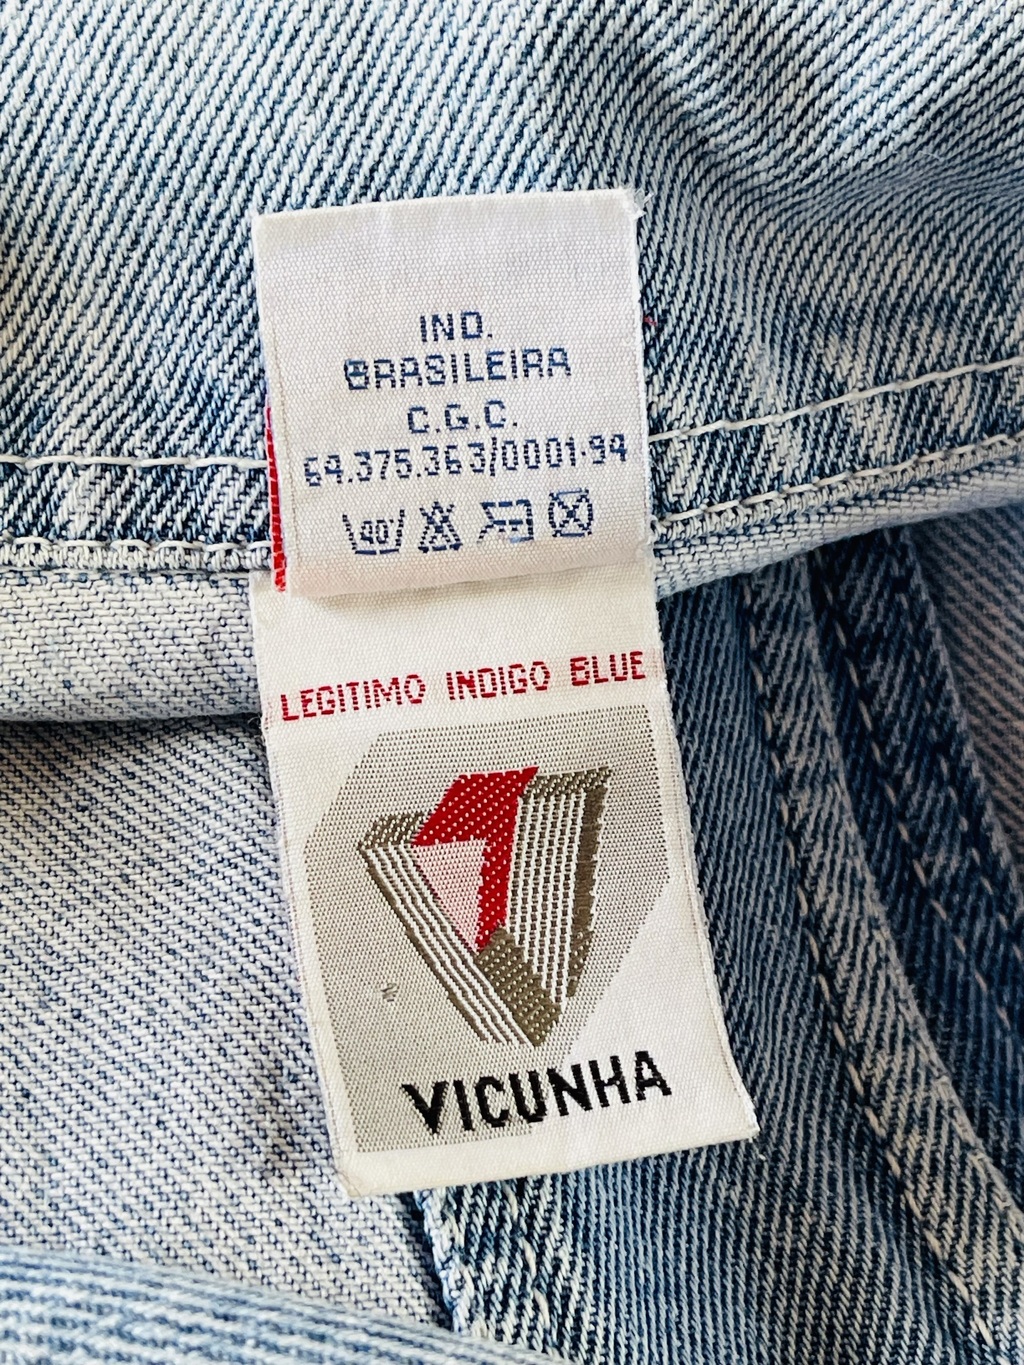 IND.
BRASILEIRA
C.G.C.
64.375.363/0001-94
40
LEGITIMO INDIGO BLUE
VICUNHA